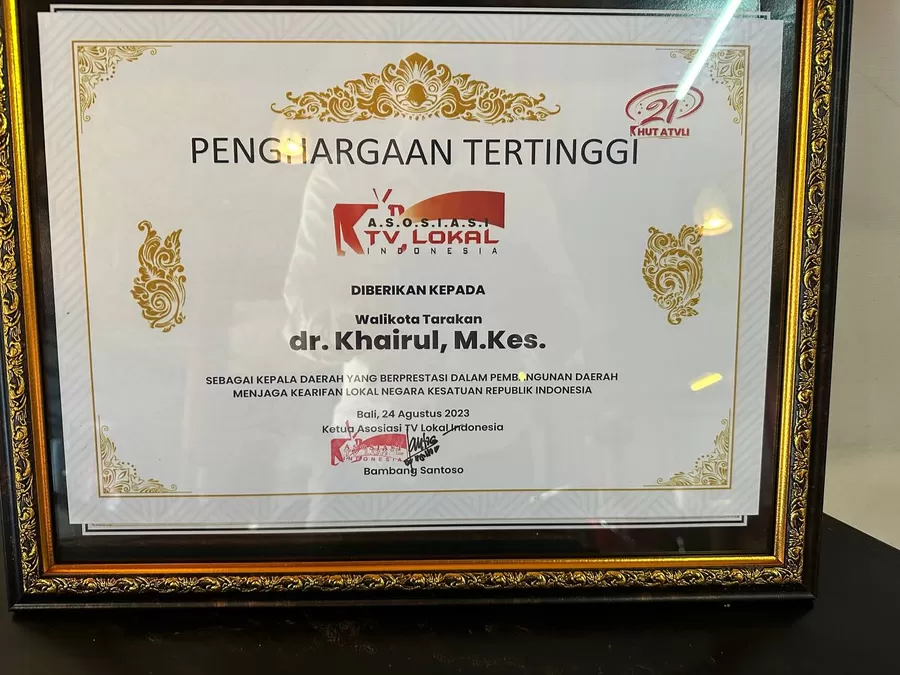 21
HUT ATVLI
PENGHARGAAN TERTINGGI
A.S.O.S.I.A.S.I
TV LOKAL
INDONESIA
DIBERIKAN KEPADA
Walikota Tarakan
dr. Khairul, M.Kes.
SEBAGAI KEPALA DAERAH YANG BERPRESTASI DALAM PEMBANGUNAN DAERAH
MENJAGA KEARIFAN LOKAL NEGARA KESATUAN REPUBLIK INDONESIA
Bali, 24 Agustus 2023
Ketua Asosiasi TV Lokal Indonesia
INDONESIA
Bambang Santoso